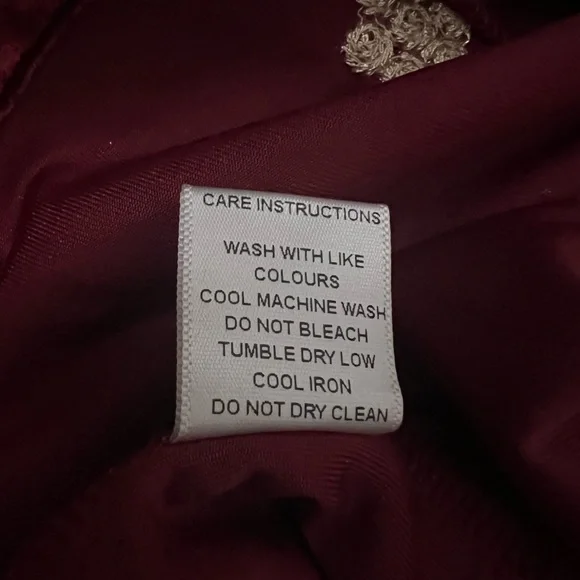 CARE INSTRUCTIONS
WASH WITH LIKE
COLOURS
COOL MACHINE WASH
DO NOT BLEACH
TUMBLE DRY LOW
COOL IRON
DO NOT DRY CLEAN